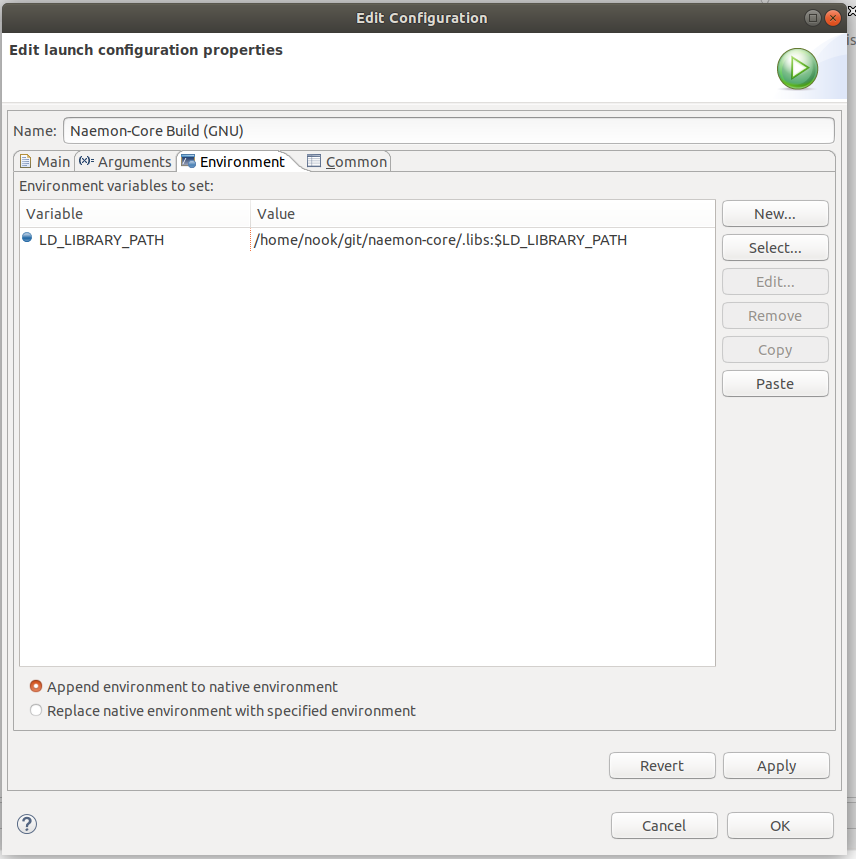 Edit Configuration
Edit launch configuration properties
is
Name: Naemon-Core Build (GNU)
Main (x)= Arguments Environment Common
Environment variables to set:
Variable Value
LD_LIBRARY_PATH /home/nook/git/naemon-core/.libs:$LD_LIBRARY_PATH
New...
Select...
Edit...
Remove
Copy
Paste
Append environment to native environment
Replace native environment with specified environment
Revert Apply
? Cancel OK